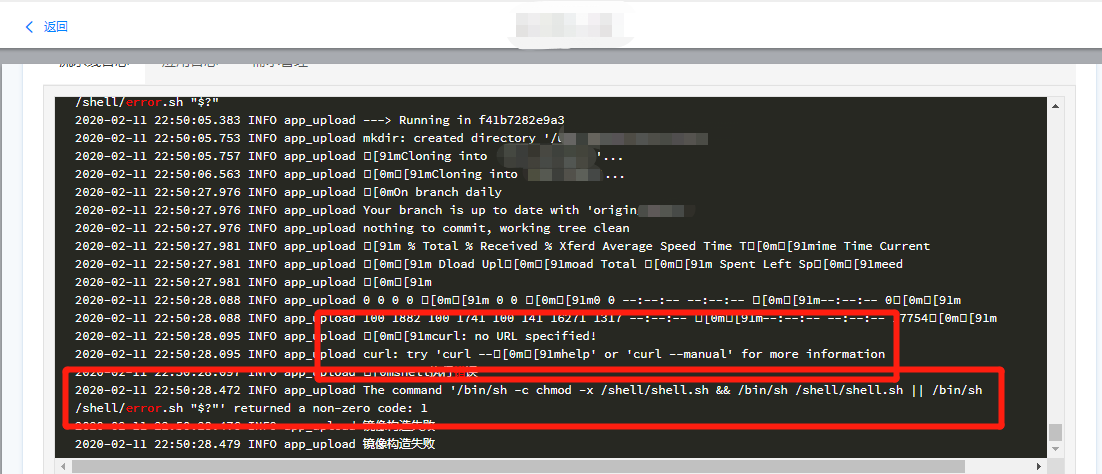 返回
/shell/error.sh "$?"
2020-02-11 22:50:05.383 INFO app_upload ---> Running in f41b7282e9a3
2020-02-11 22:50:05.753 INFO app_upload mkdir: created directory '/
2020-02-11 22:50:05.757 INFO app_upload □[91mCloning into '...
2020-02-11 22:50:06.563 INFO app_upload □[0m□[91mCloning into ...
2020-02-11 22:50:27.976 INFO app_upload □[0mOn branch daily
2020-02-11 22:50:27.976 INFO app_upload Your branch is up to date with 'origin
2020-02-11 22:50:27.976 INFO app_upload nothing to commit, working tree clean
2020-02-11 22:50:27.981 INFO app_upload □[91m % Total % Received % Xferd Average Speed Time T□[0m□[91mime Time Current
2020-02-11 22:50:27.981 INFO app_upload □[0m□[91m Dload Upl□[0m□[91moad Total □[0m□[91m Spent Left Sp□[0m□[91meed
2020-02-11 22:50:27.981 INFO app_upload □[0m□[91m
2020-02-11 22:50:28.088 INFO app_upload 0 0 0 0 □[0m□[91m 0 0 □[0m□[91m0 0 --:--:-- --:--:-- □[0m□[91m--:--:-- 0□[0m□[91m
2020-02-11 22:50:28.088 INFO app_upload 100 1882 100 1741 100 141 16271 1317 --:--:-- □[0m□[91m--:--:-- --:--:-- 7754□[0m□[91m
2020-02-11 22:50:28.095 INFO app_upload □[0m□[91mcurl: no URL specified!
2020-02-11 22:50:28.095 INFO app_upload curl: try 'curl --□[0m□[91mhelp' or 'curl --manual' for more information
2020-02-11 22:50:28.097 INFO app_upload □[0mshell执行错误
2020-02-11 22:50:28.472 INFO app_upload The command '/bin/sh -c chmod -x /shell/shell.sh && /bin/sh /shell/shell.sh || /bin/sh
/shell/error.sh "$?"' returned a non-zero code: 1
2020-02-11 22:50:28.478 INFO app_upload 镜像构造失败
2020-02-11 22:50:28.479 INFO app_upload 镜像构造失败